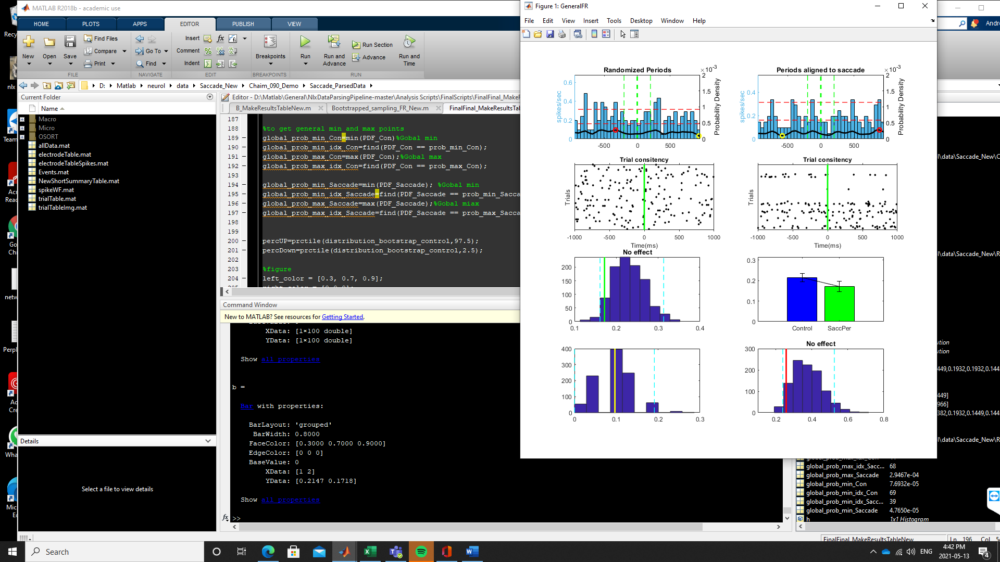 MATLAB R2018b - academic use
HOME PLOTS APPS EDITOR PUBLISH VIEW
New Open Save Find Files Compare Print
FILE
Go To Find
NAVIGATE
Insert fx
Comment
Indent
EDIT
Breakpoints
BREAKPOINTS
Run Run and Advance Run Section Advance Run and Time
RUN
D: Matlab neurol data Saccade_New Chaim_090_Demo Saccade_ParsedData
Current Folder
Name
Macro
Micro
OSORT
allData.mat
electrodeTable.mat
electrodeTableSpikes.mat
Events.mat
NewShortSummaryTable.mat
spikeWF.mat
trialTable.mat
trialTableImg.mat
Details
Select a file to view details
Editor - D:\Matlab\General\NlxDataParsingPipeline-master\Analysis Scripts\FinalScripts\FinalFinal_MakeRe
B_MakeResultsTableNew.m Bootstrapped_sampling_FR_New.m FinalFinal_MakeResultsTa
187
188 %to get general min and max points
189 global_prob_min_Con=min(PDF_Con)%Gobal min
190 global_prob_min_idx_Con=find(PDF_Con == prob_min_Con);
191 global_prob_max_Con=max(PDF_Con);%Gobal max
192 global_prob_max_idx_Con=find(PDF_Con == prob_max_Con);
193
194 global_prob_min_Saccade=min(PDF_Saccade); %Gobal min
195 global_prob_min_idx_Saccade=find(PDF_Saccade == prob_min_Sacca
196 global_prob_max_Saccade=max(PDF_Saccade);%Gobal miax
197 global_prob_max_idx_Saccade=find(PDF_Saccade == prob_max_Sacca
198
199
200 percUP=prctile(distribution_bootstrap_control,97.5);
201 percDown=prctile(distribution_bootstrap_control,2.5);
202
203 %figure
204 left_color = [0.3, 0.7, 0.9];
Command Window
New to MATLAB? See resources for Getting Started.
XData: [1×100 double]
YData: [1×100 double]
Show all properties
b =
Bar with properties:
BarLayout: 'grouped'
BarWidth: 0.8000
FaceColor: [0.3000 0.7000 0.9000]
EdgeColor: [0 0 0]
BaseValue: 0
XData: [1 2]
YData: [0.2147 0.1718]
Show all properties
fx >>
Figure 1: GeneralFR
File Edit View Insert Tools Desktop Window Help
Randomized Periods
×10-3
spikes/sec
0 0.2 0.4 0.6
-500 0 500
0 0.5 1 1.5 2
Probability Density
Periods aligned to saccade
×10-3
spikes/sec
0 0.2 0.4
-500 0 500
0 0.5 1 1.5 2
Probability Density
Trial consitency
Trials
-1000 -500 0 500 1000
Time(ms)
Trial consitency
Trials
-1000 -500 0 500 1000
Time(ms)
No effect
0 50 100 150 200
0.1 0.2 0.3 0.4
0 0.1 0.2 0.3
Control SaccPer
0 100 200 300 400
0 0.1 0.2 0.3
No effect
0 100 200 300
0.2 0.4 0.6 0.8
Andr
l\data\Saccade_New\C
l\data\Saccade_New\R
ution
ution
449,0.1932,0.1932,0.144
449]
966]
382,0.1932,0.1449,0.144
l\data\Saccade_New\R
global_prob_max_idx_Sacc... 68
global_prob_max_Saccade 2.9467e-04
global_prob_min_Con 7.6932e-05
global_prob_min_idx_Con 69
global_prob_min_idx_Sacc... 39
global_prob_min_Saccade 4.7650e-05
h 1x1 Histogram
FinalFinal_MakeResultsTableNew Ln 196 Col
Recy
nlx
Team
Acr
Read
Go
Chr
netw
Perpl
Ad
Cre
Wha
Mic
Ed
Search
ENG
4:42 PM
2021-05-13
4